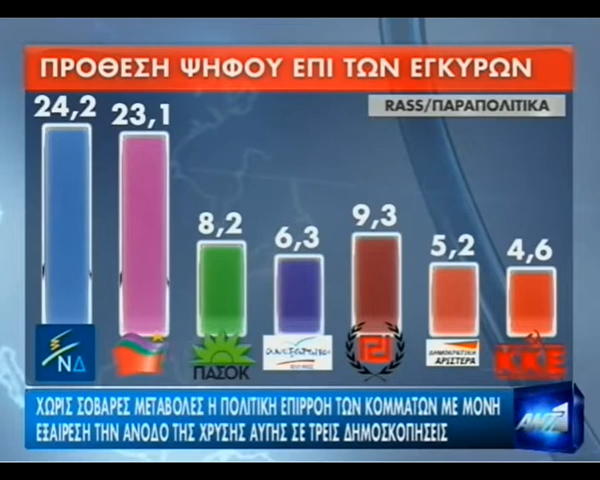 ΠΡΟΘΕΣΗ ΨΗΦΟΥ ΕΠΙ ΤΩΝ ΕΓΚΥΡΩΝ
RASS/ΠΑΡΑΠΟΛΙΤΙΚΑ
24,2 23,1 8,2 6,3 9,3 5,2 4,6
ΝΔ
ΠΑΣΟΚ
ΔΗΜΟΚΡΑΤΙΚΗ
ΑΡΙΣΤΕΡΑ
ΚΚΕ
ΧΩΡΙΣ ΣΟΒΑΡΕΣ ΜΕΤΑΒΟΛΕΣ Η ΠΟΛΙΤΙΚΗ ΕΠΙΡΡΟΗ ΤΩΝ ΚΟΜΜΑΤΩΝ ΜΕ ΜΟΝΗ
ΕΞΑΙΡΕΣΗ ΤΗΝ ΑΝΟΔΟ ΤΗΣ ΧΡΥΣΗΣ ΑΥΓΗΣ ΣΕ ΤΡΕΙΣ ΔΗΜΟΣΚΟΠΗΣΕΙΣ
ΑΝΤ1